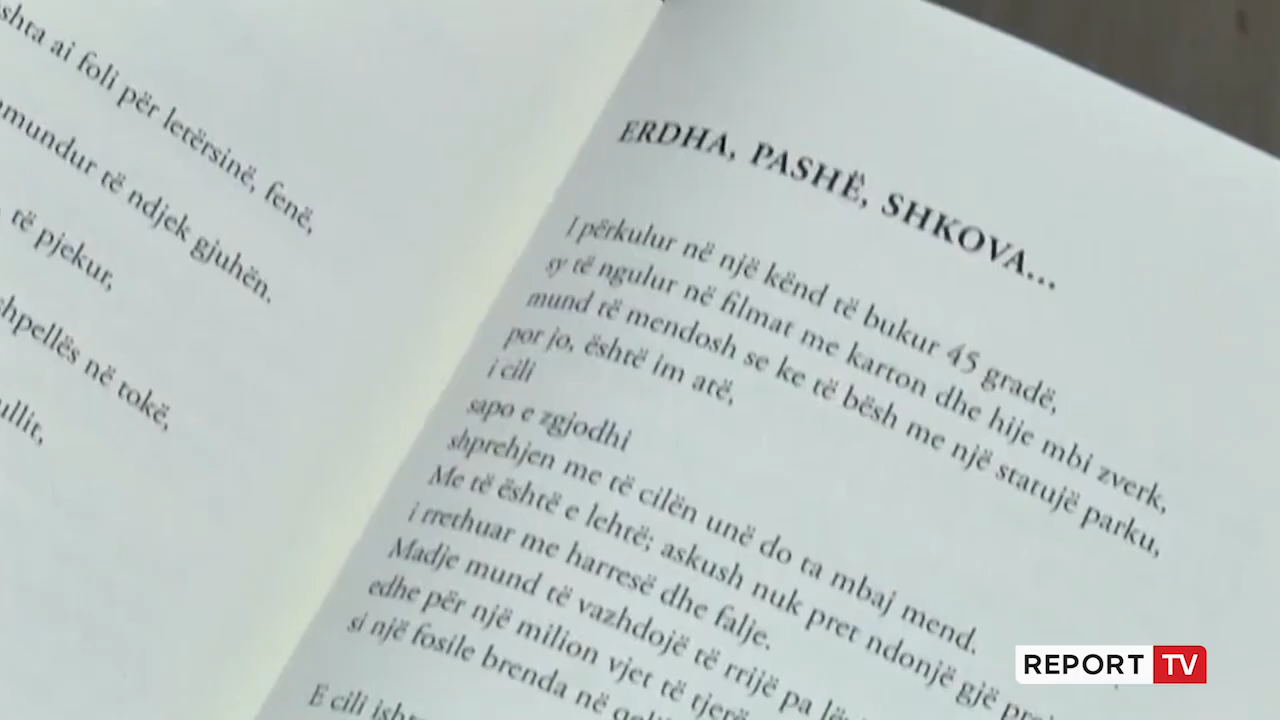 ai foli për letërsinë, fenë,
të ndjek gjuhën.
të pjekur,
në tokë,
ERDHA, PASHË, SHKOVA...
I përkulur në një kënd të bukur 45 gradë,
sy të ngulur në filmat me karton dhe hije mbi zverk,
mund të mendosh se ke të bësh me një statujë parku,
por jo, është im atë,
i cili
sapo e zgjodhi
shprehjen me të cilën unë do ta mbaj mend.
Me të është e lehtë; askush nuk pret ndonjë gjë
i rrethuar me harresë dhe falje.
Madje mund të vazhdojë të rrijë pa
edhe për një milion vjet të tjerë
si një fosile brenda në
E cili
REPORT TV